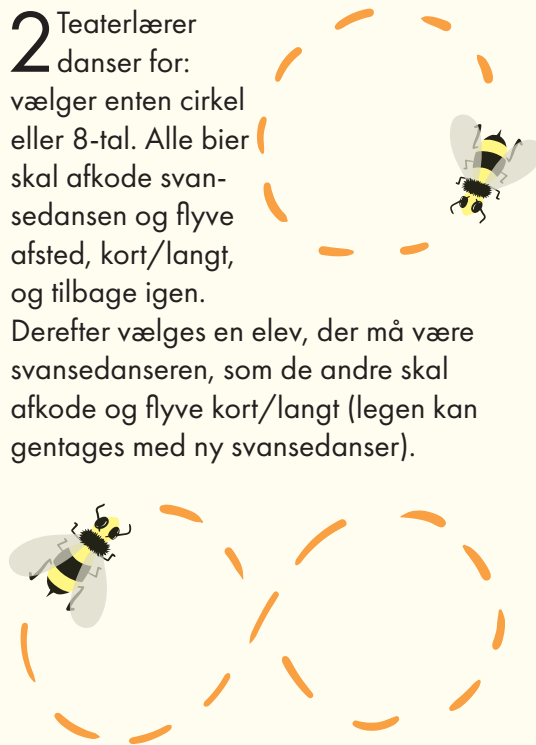 2 Teaterlærer
danser for:
vælger enten cirkel
eller 8-tal. Alle bier
skal afkode svan-
sedansen og flyve
afsted, kort/langt,
og tilbage igen.
Derefter vælges en elev, der må være
svansedanseren, som de andre skal
afkode og flyve kort/langt (legen kan
gentages med ny svansedanser).